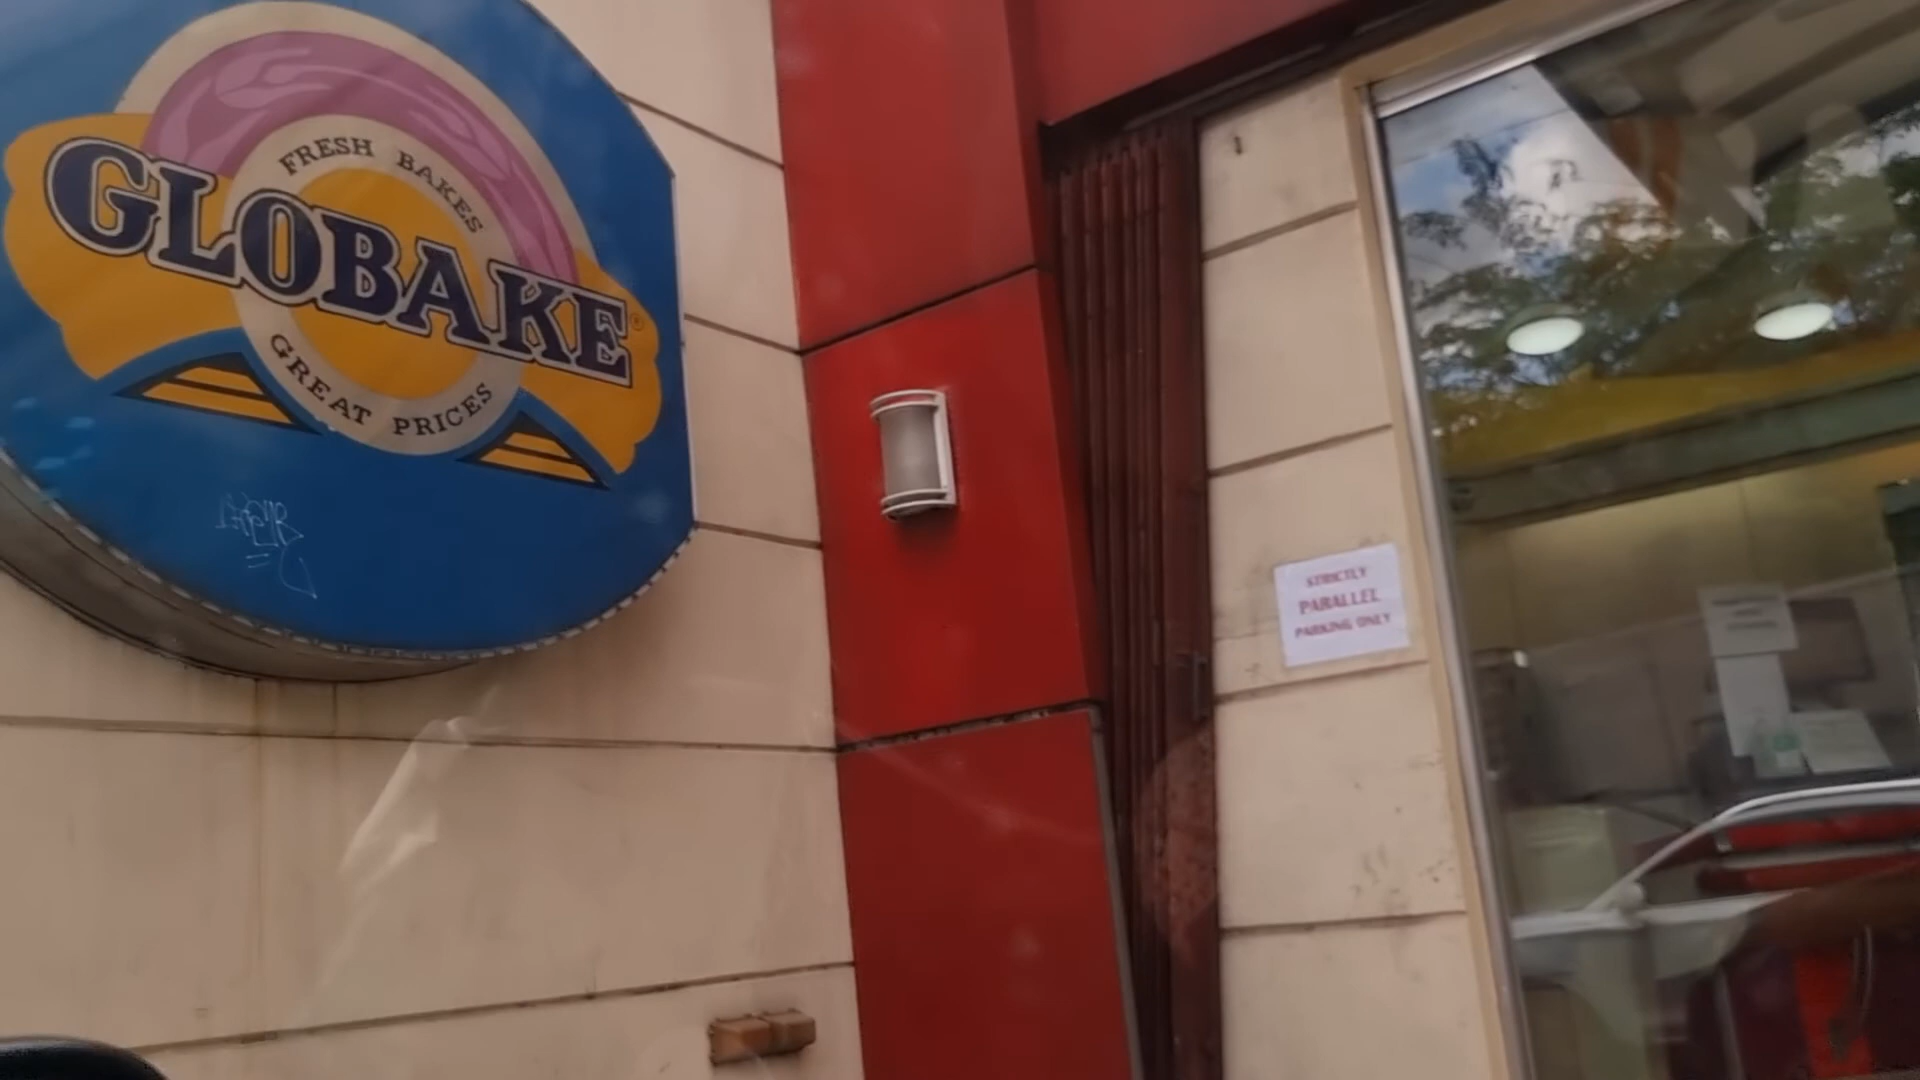 FRESH BAKES
GLOBAKE®
GREAT PRICES
STRICTLY
PARALLEL
PARKING ONLY